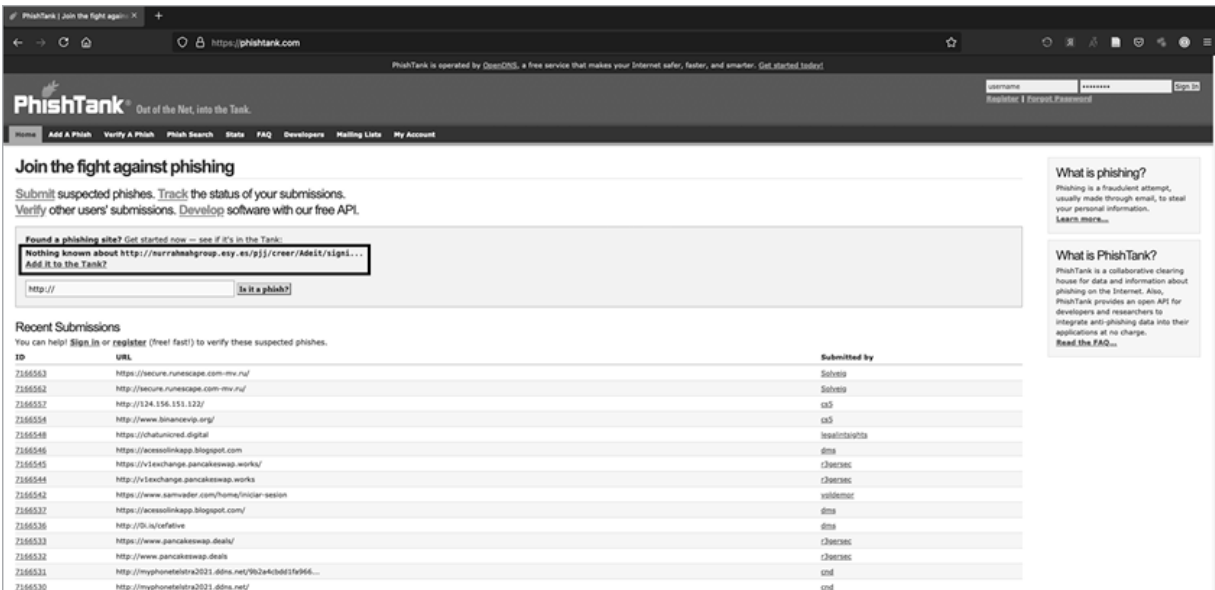 PhishTank | Join the fight again
https://phishtank.com
PhishTank is operated by OpenDNS, a free service that makes your Internet safer, faster, and smarter. Get started today!
PhishTank® Out of the Net, into the Tank.
username
Sign In
Register | Forgot Password
Home Add A Phish Verify A Phish Phish Search Stats FAQ Developers Mailing Lists My Account
Join the fight against phishing
Submit suspected phishes. Track the status of your submissions.
Verify other users' submissions. Develop software with our free API.
Found a phishing site? Get started now — see if it's in the Tank:
Nothing known about http://nurrahmahgroup.esy.es/pjj/creer/Adeit/signi...
Add it to the Tank?
http:// Is it a phish?
Recent Submissions
You can help! Sign in or register (free! fast!) to verify these suspected phishes.
ID URL Submitted by
7166563 https://secure.runescape.com-mv.ru/ Solveig
7166562 http://secure.runescape.com-mv.ru/ Solveig
7166557 http://124.156.151.122/ cs5
7166554 http://www.binancevip.org/ cs5
7166548 https://chatunicred.digital
7166546 https://acessolinkapp.blogspot.com dms
7166545 https://v1exchange.pancakeswap.works/ r3gersec
7166544 http://v1exchange.pancakeswap.works r3gersec
7166542 https://www.samvader.com/home/iniciar-sesion voldemor
7166537 https://acessolinkapp.blogspot.com/ dms
7166536 http://0i.is/cefative dms
7166533 https://www.pancakeswap.deals/ r3gersec
7166532 http://www.pancakeswap.deals r3gersec
7166531 http://myphonetelstra2021.ddns.net/9b2a4cbdd1fa966... cnd
7166530 http://myphonetelstra2021.ddns.net/ cnd
What is phishing?
Phishing is a fraudulent attempt,
usually made through email, to steal
your personal information.
Learn more...
What is PhishTank?
PhishTank is a collaborative clearing
house for data and information about
phishing on the Internet. Also,
PhishTank provides an open API for
developers and researchers to
integrate anti-phishing data into their
applications at no charge.
Read the FAQ...